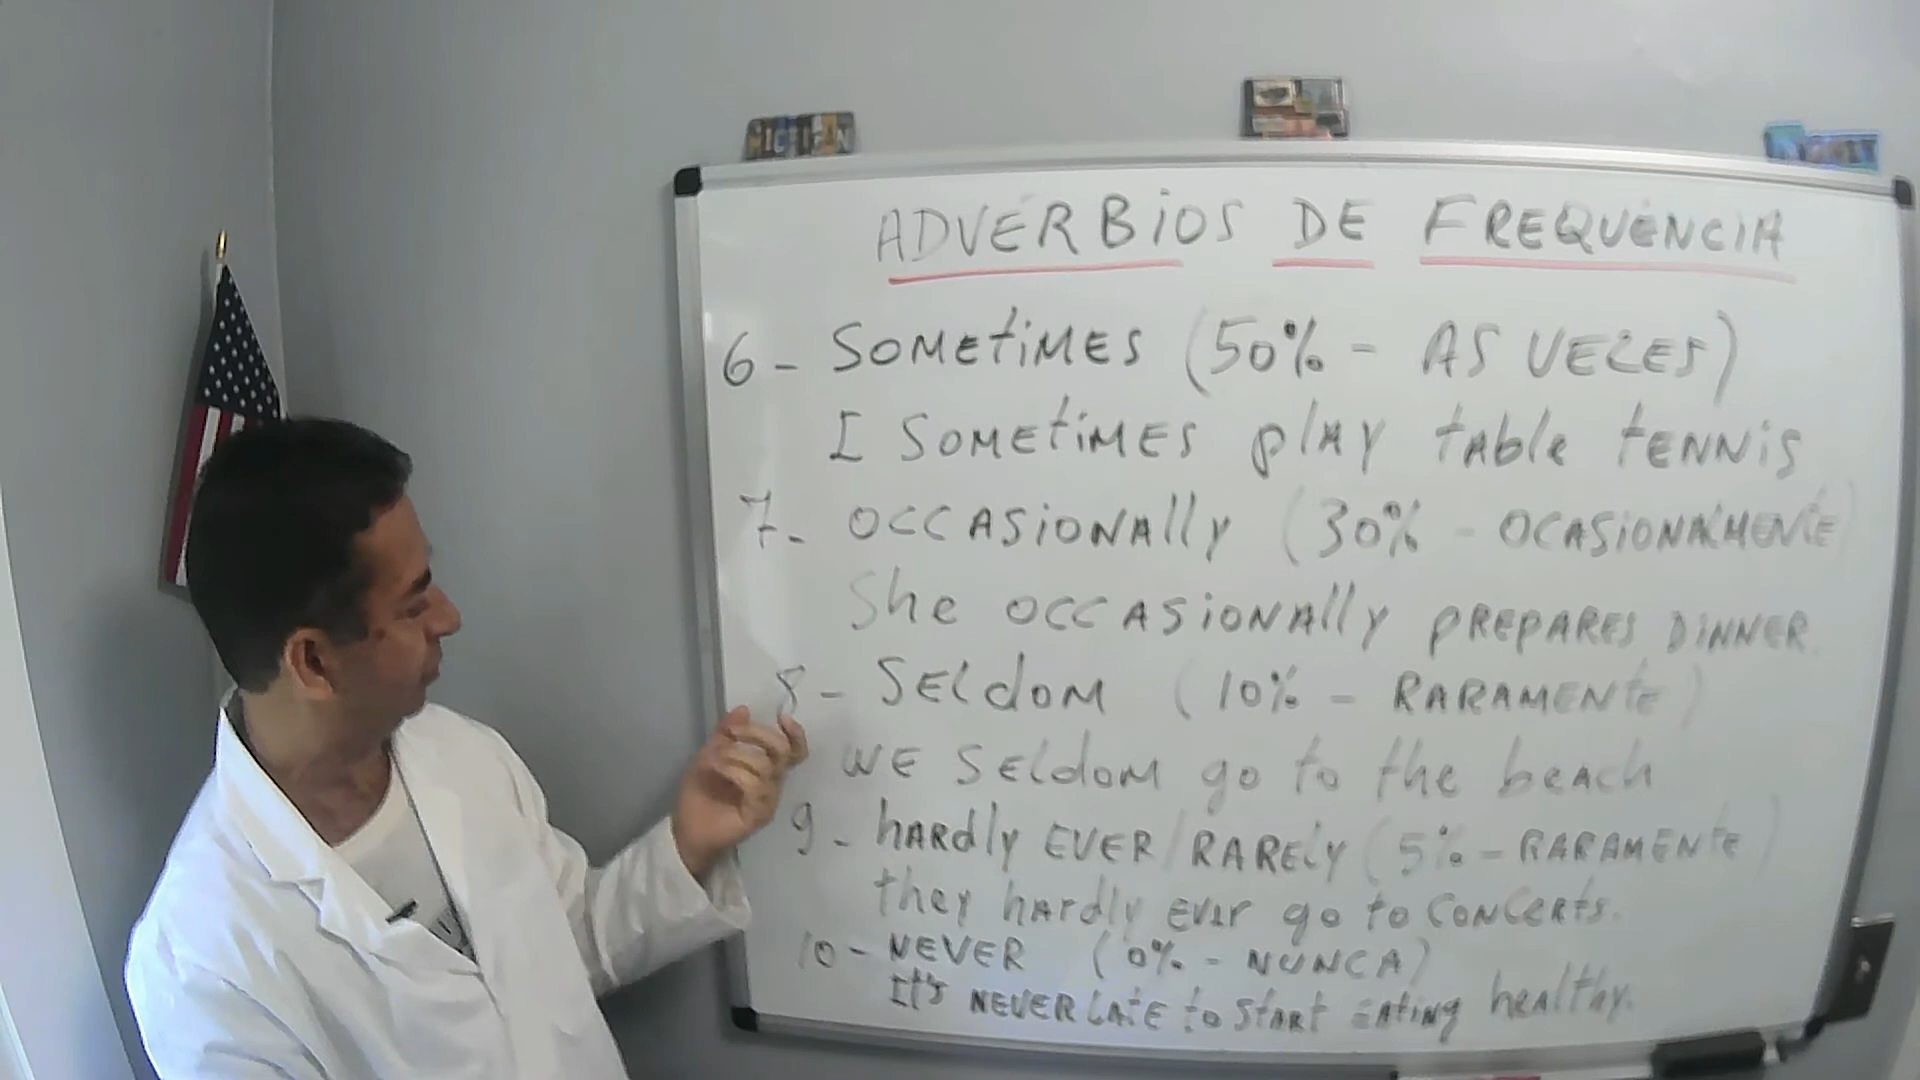 ADVÉRBIOS DE FREQUÊNCIA
6 - SOMEtiMES (50% - AS VEZES)
I SOMEtiMES plAy tAble tENNiS
7 - OCCASiONAlly (30% - OCASiONALMENtE)
She OCCASiONAlly PREPARES DiNNER.
8 - SELdOM (10% - RARAMENtE)
WE SEldOM go to the beach
9 - hARdly EVER / RARELy (5% - RARAMENtE)
they hARdly EVER go to CONCERts.
10 - NEVER (0% - NUNCA)
It's NEVER LAtE to StARt EAtiNg heAlthy.